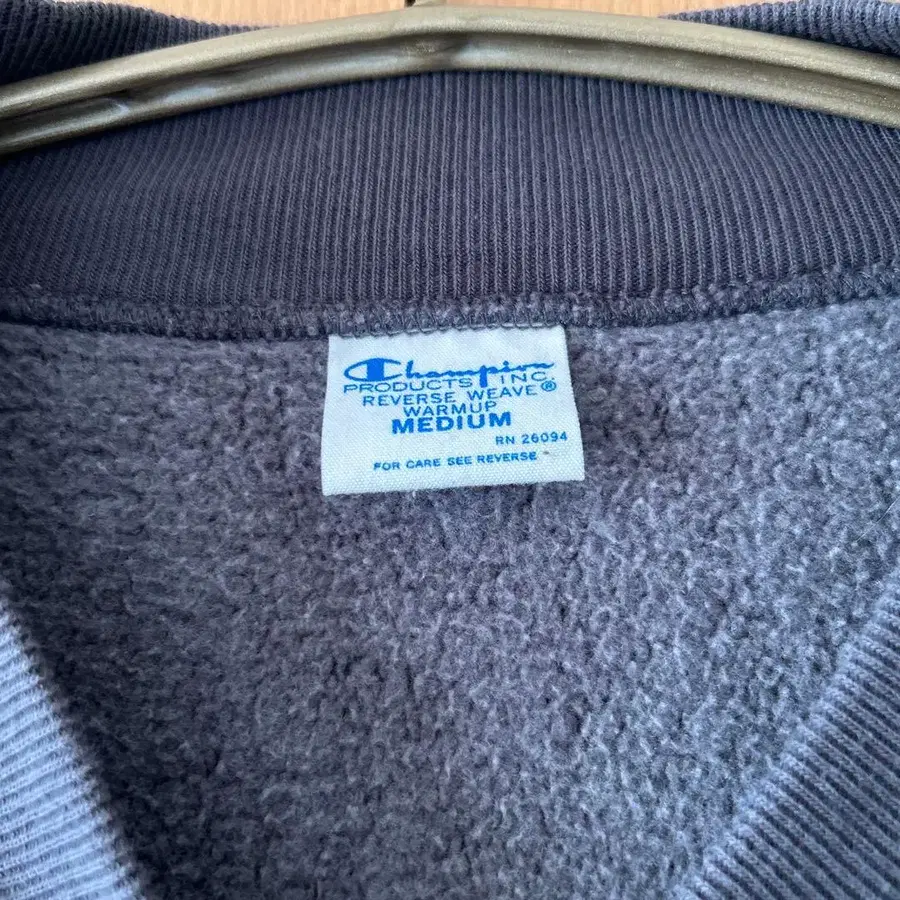 Champion
PRODUCTS INC.
REVERSE WEAVE®
WARMUP
MEDIUM
RN 26094
FOR CARE SEE REVERSE